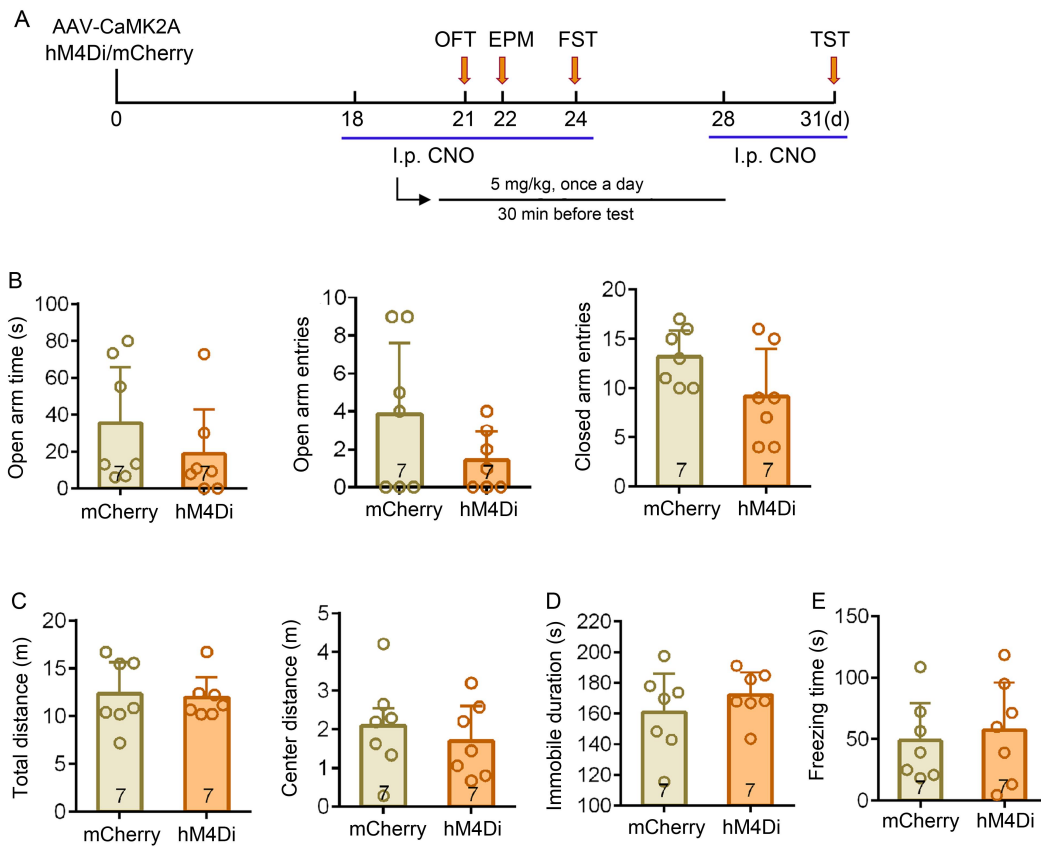 A
AAV-CaMK2A
hM4Di/mCherry
OFT EPM FST TST
0 18 21 22 24 28 31(d)
I.p. CNO I.p. CNO
5 mg/kg, once a day
30 min before test
B
Open arm time (s)
100
80
60
40
20
0
7 7
mCherry hM4Di
Open arm entries
10
8
6
4
2
0
7 7
mCherry hM4Di
Closed arm entries
20
15
10
5
0
7 7
mCherry hM4Di
C
Total distance (m)
20
15
10
5
0
7 7
mCherry hM4Di
Center distance (m)
5
4
3
2
1
0
7 7
mCherry hM4Di
D
Immobile duration (s)
220
200
180
160
140
120
100
7 7
mCherry hM4Di
E
Freezing time (s)
150
100
50
0
7 7
mCherry hM4Di